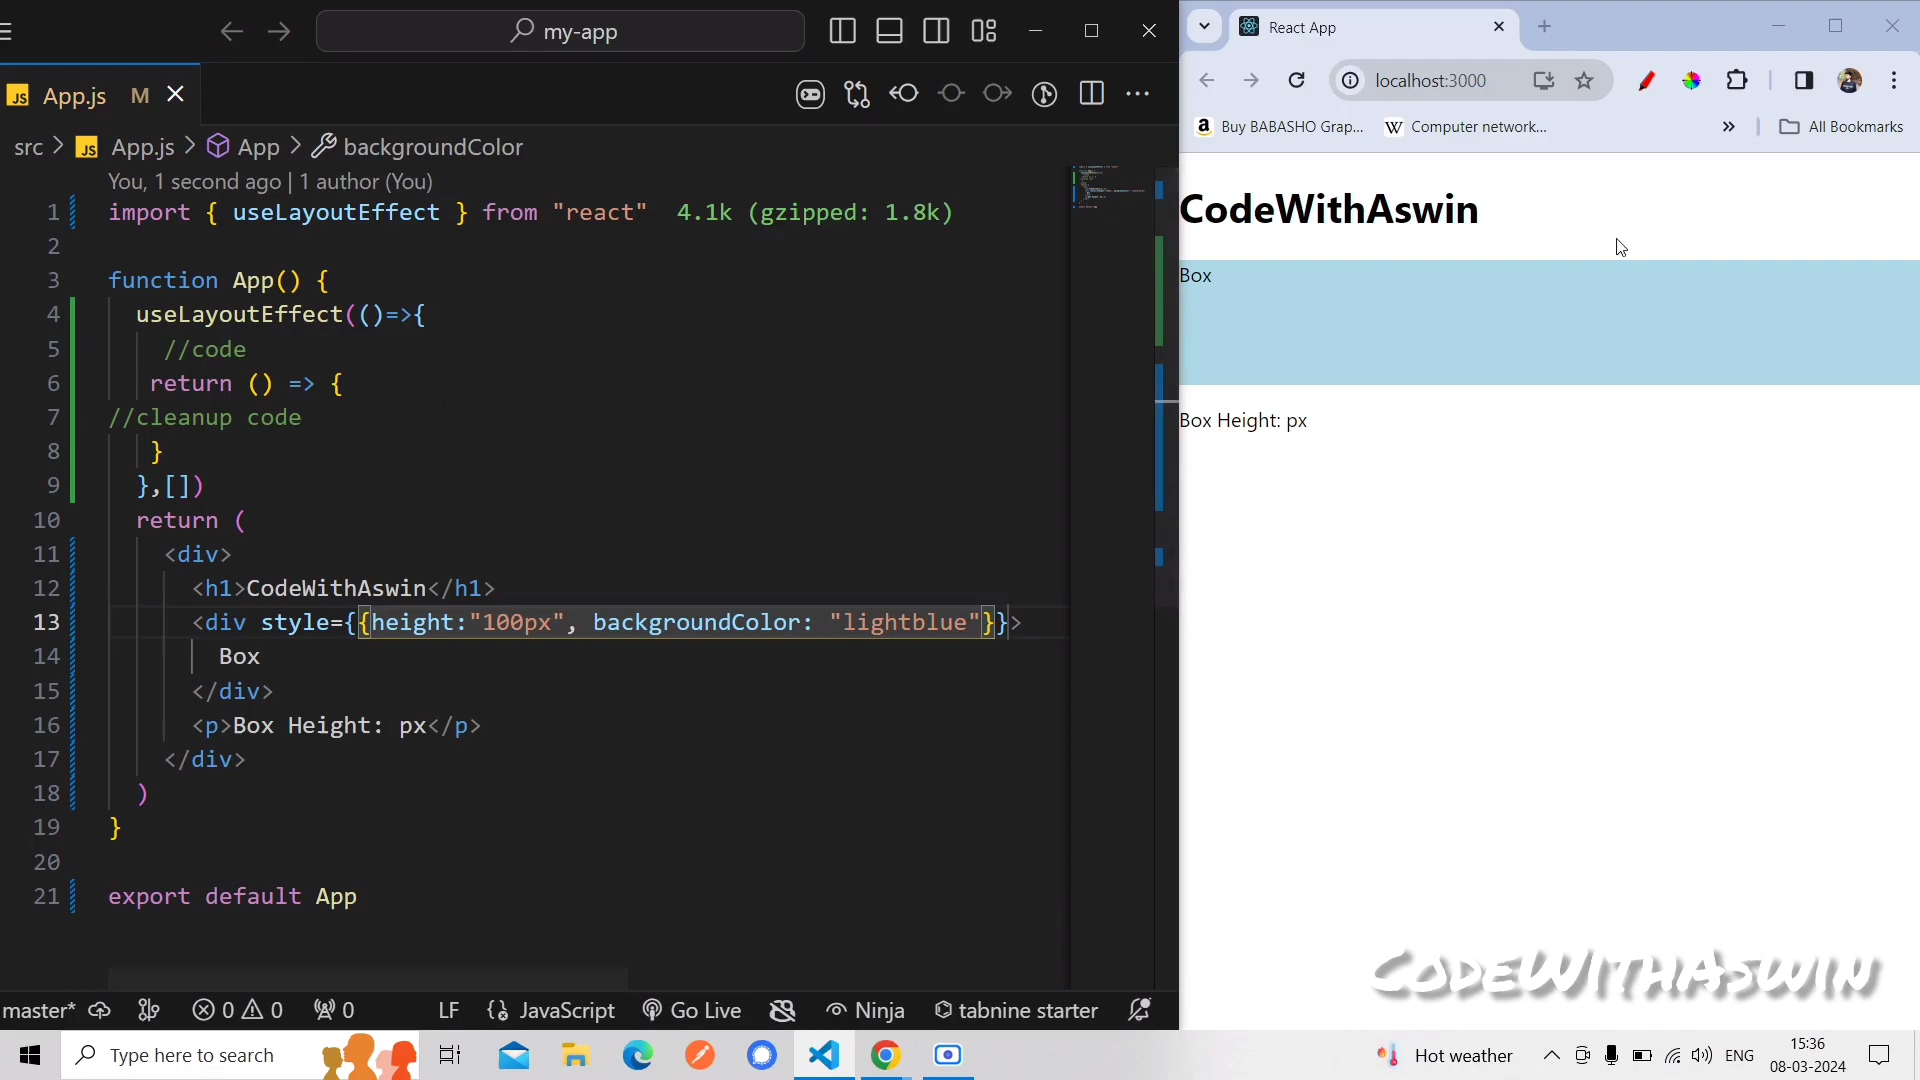 my-app
App.js M
src > App.js > App > backgroundColor
You, 1 second ago | 1 author (You)
1 import { useLayoutEffect } from "react" 4.1k (gzipped: 1.8k)
2
3 function App() {
4 useLayoutEffect(()=>{
5 //code
6 return () => {
7 //cleanup code
8 }
9 },[])
10 return (
11 <div>
12 <h1>CodeWithAswin</h1>
13 <div style={{height:"100px", backgroundColor: "lightblue"}}>
14 Box
15 </div>
16 <p>Box Height: px</p>
17 </div>
18 )
19 }
20
21 export default App
master* 0 0 0 LF JavaScript Go Live Ninja tabnine starter
React App
localhost:3000
Buy BABASHO Grap... Computer network... » All Bookmarks
CodeWithAswin
Box
Box Height: px
CodeWithAswin
Type here to search
Hot weather
ENG
15:36
08-03-2024